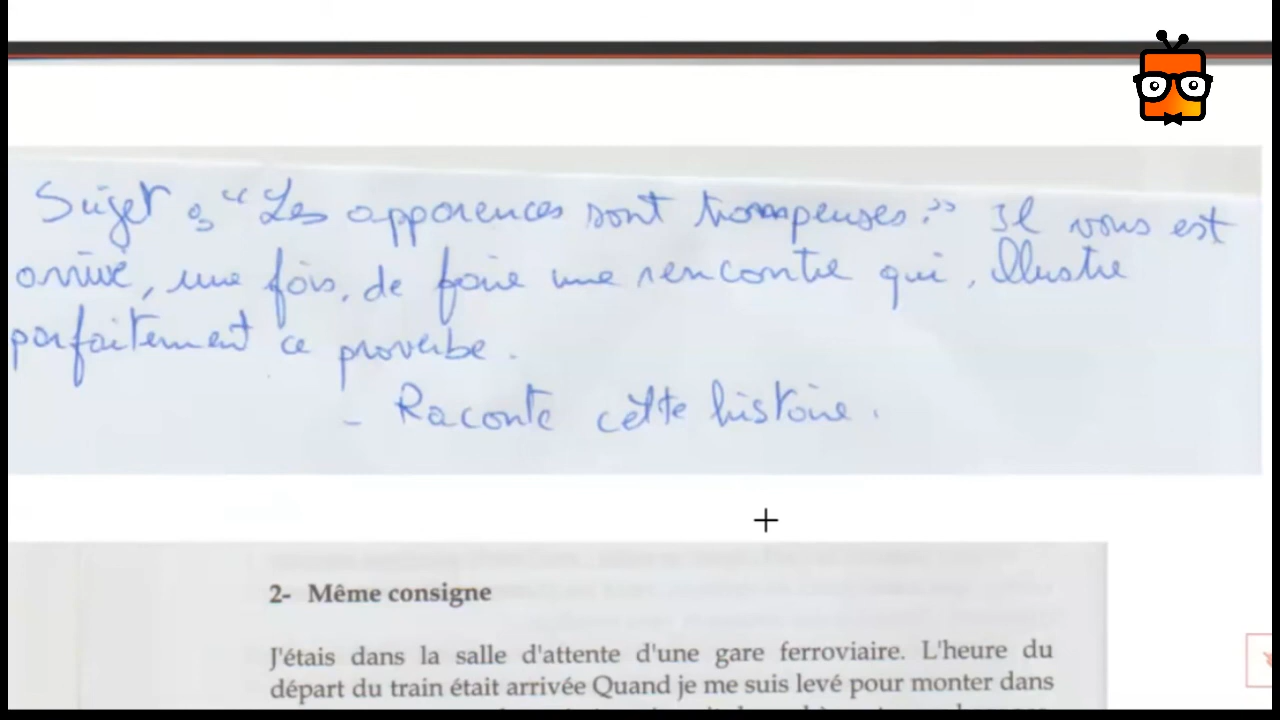 Sujet : "Les apparences sont trompeuses." Il vous est
arrivé, une fois, de faire une rencontre qui, illustre
parfaitement ce proverbe.
- Raconte cette histoire.
2- Même consigne
J'étais dans la salle d'attente d'une gare ferroviaire. L'heure du
départ du train était arrivée Quand je me suis levé pour monter dans